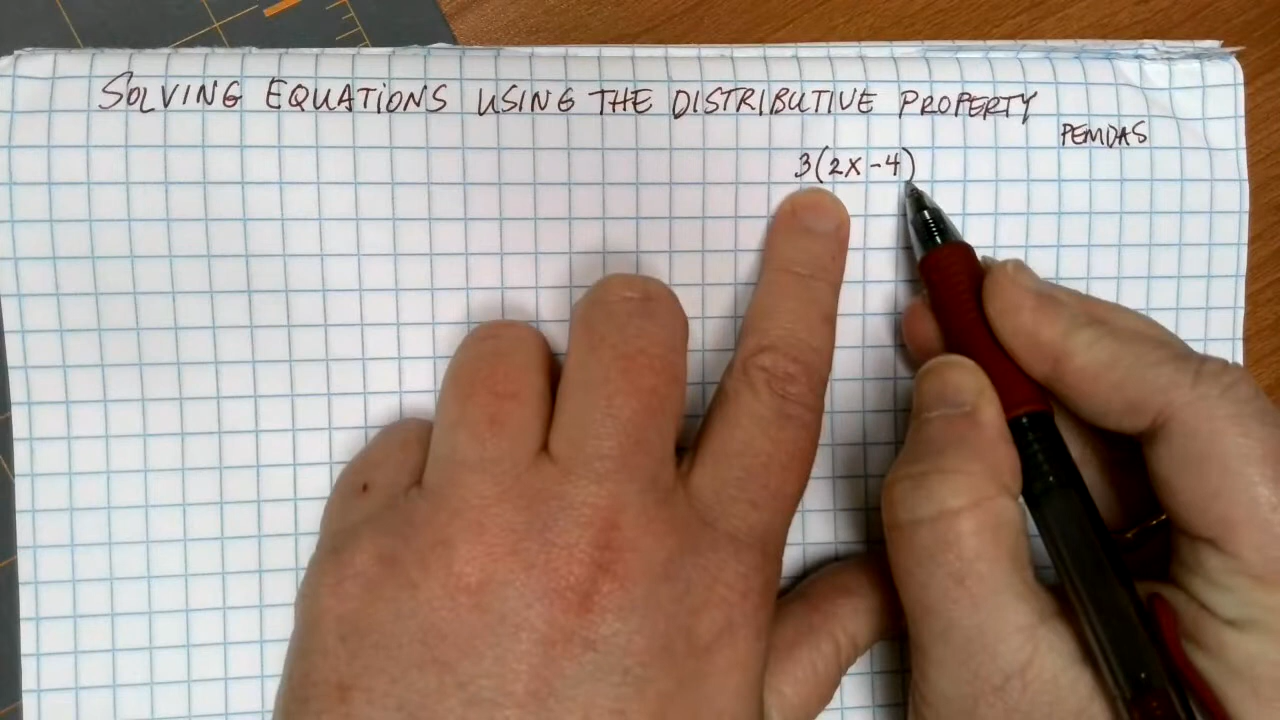 SOLVING EQUATIONS USING THE DISTRIBUTIVE PROPERTY
PEMDAS
3(2x-4)